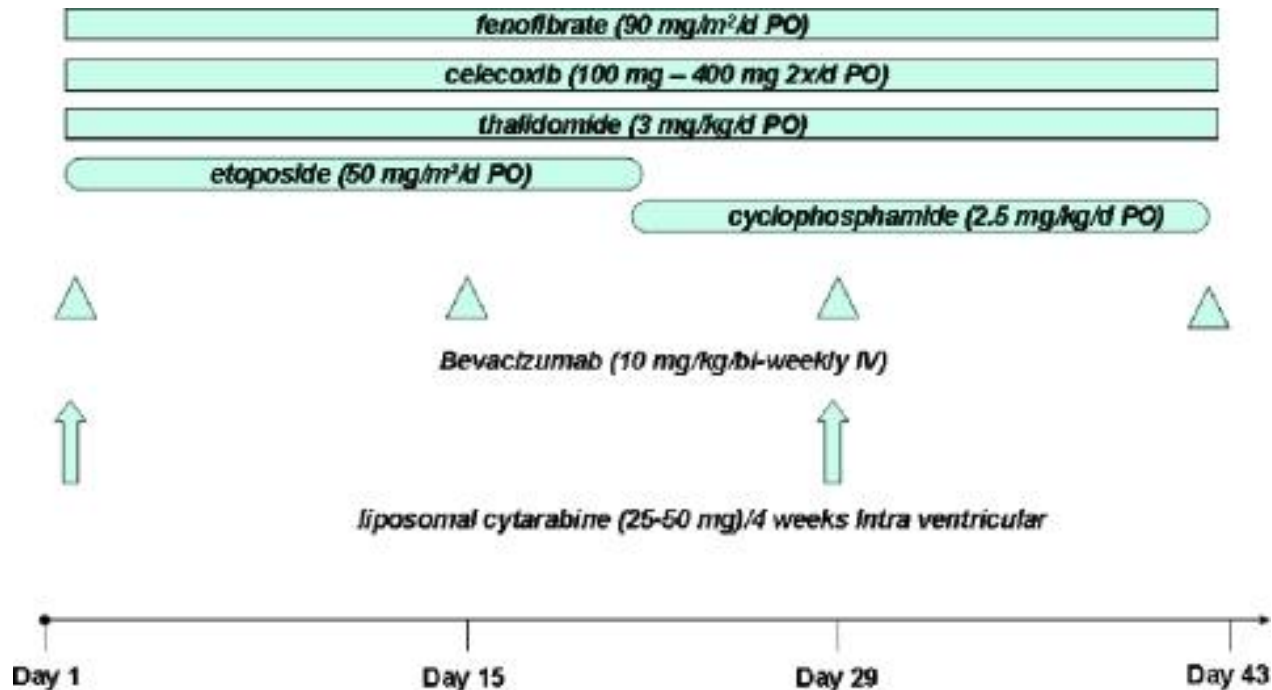 fenofibrate (90 mg/m²/d PO)
celecoxib (100 mg – 400 mg 2x/d PO)
thalidomide (3 mg/kg/d PO)
etoposide (50 mg/m²/d PO)
cyclophosphamide (2.5 mg/kg/d PO)
Bevacizumab (10 mg/kg/bi-weekly IV)
liposomal cytarabine (25-50 mg)/4 weeks Intra ventricular
Day 1 Day 15 Day 29 Day 43